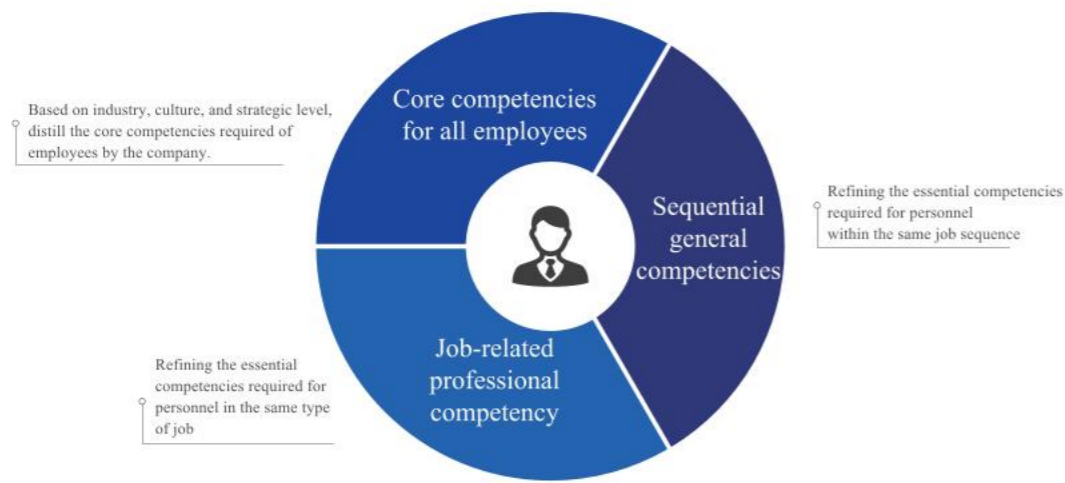 Core competencies
for all employees
Based on industry, culture, and strategic level,
distill the core competencies required of
employees by the company.
Sequential
general
competencies
Refining the essential competencies
required for personnel
within the same job sequence
Job-related
professional
competency
Refining the essential
competencies required for
personnel in the same type
of job